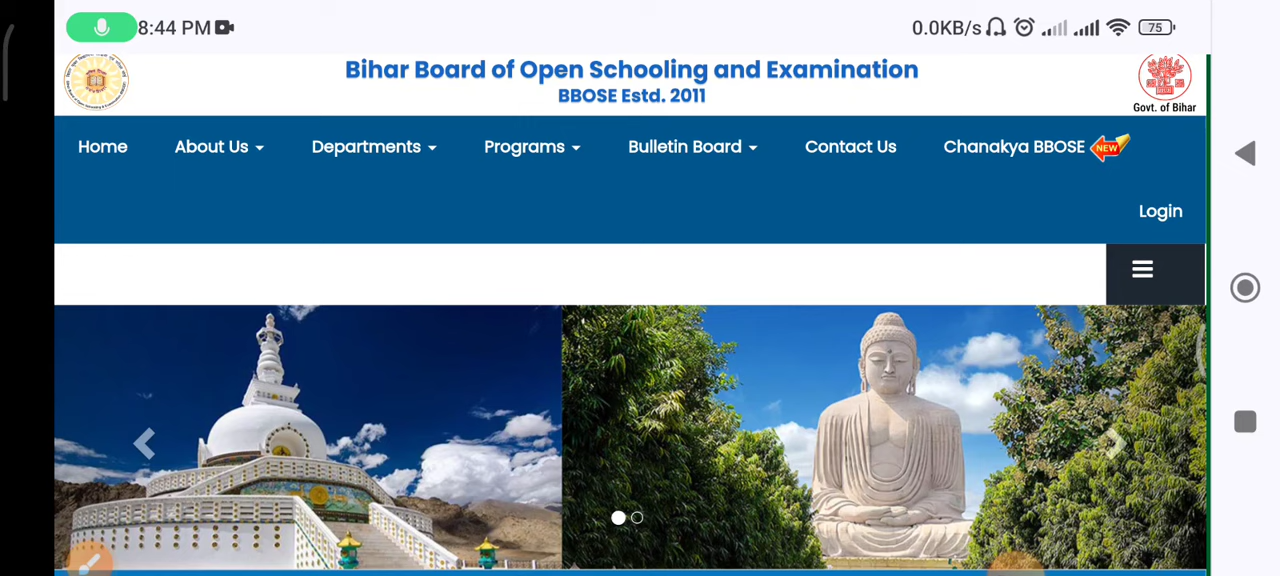 8:44 PM 0.0KB/s 75
Bihar Board of Open Schooling and Examination
BBOSE Estd. 2011
Govt. of Bihar
Home About Us Departments Programs Bulletin Board Contact Us Chanakya BBOSE NEW
Login